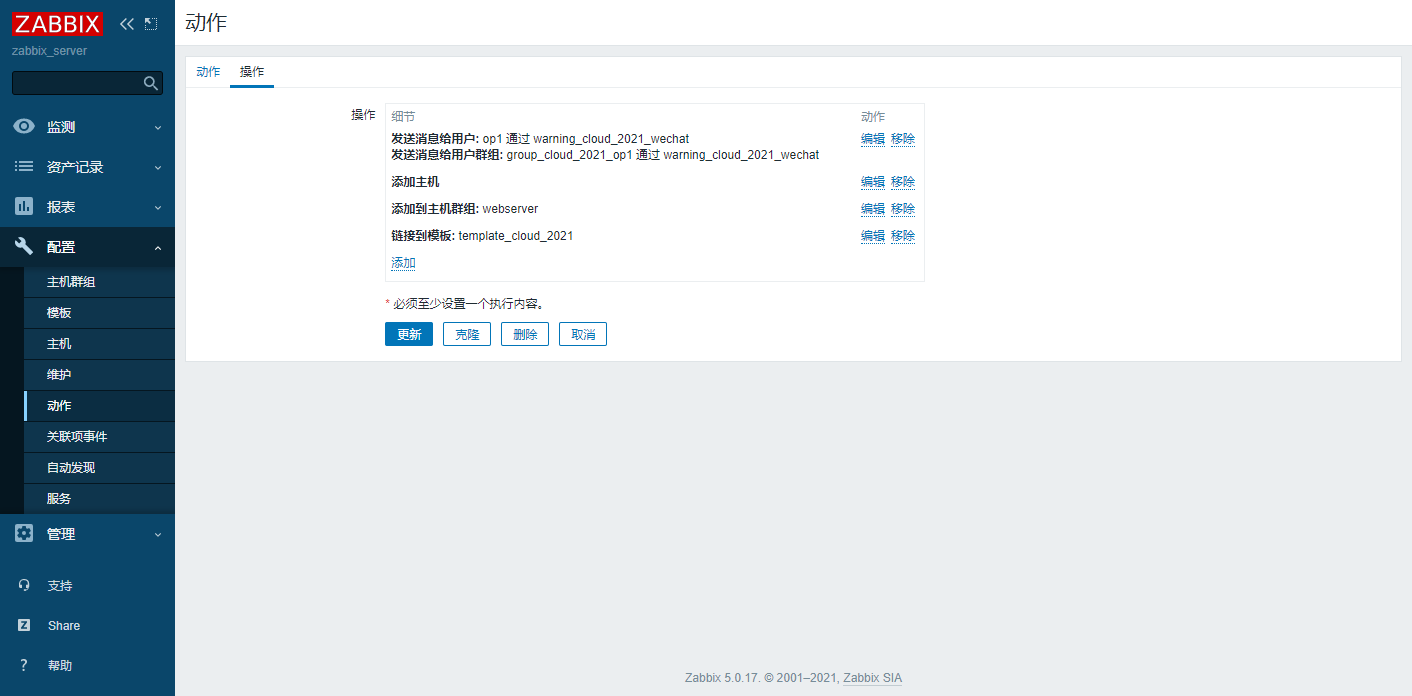 ZABBIX
zabbix_server
监测
资产记录
报表
配置
主机群组
模板
主机
维护
动作
关联项事件
自动发现
服务
管理
支持
Z Share
? 帮助
动作
动作 操作
操作 细节 动作
发送消息给用户: op1 通过 warning_cloud_2021_wechat 编辑 移除
发送消息给用户群组: group_cloud_2021_op1 通过 warning_cloud_2021_wechat
添加主机 编辑 移除
添加到主机群组: webserver 编辑 移除
链接到模板: template_cloud_2021 编辑 移除
添加
* 必须至少设置一个执行内容。
更新 克隆 删除 取消
Zabbix 5.0.17. © 2001–2021, Zabbix SIA